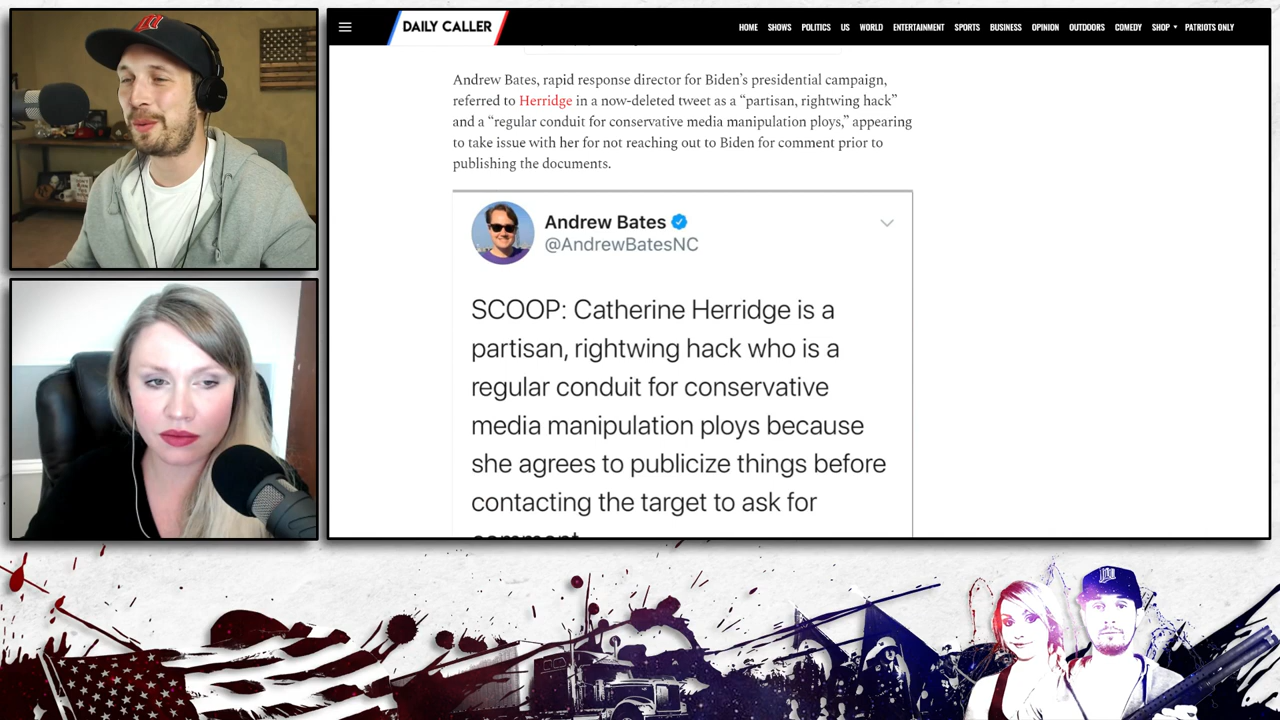 DAILY CALLER
HOME SHOWS POLITICS US WORLD ENTERTAINMENT SPORTS BUSINESS OPINION OUTDOORS COMEDY SHOP PATRIOTS ONLY
Andrew Bates, rapid response director for Biden’s presidential campaign,
referred to Herridge in a now-deleted tweet as a “partisan, rightwing hack”
and a “regular conduit for conservative media manipulation ploys,” appearing
to take issue with her for not reaching out to Biden for comment prior to
publishing the documents.
Andrew Bates
@AndrewBatesNC
SCOOP: Catherine Herridge is a
partisan, rightwing hack who is a
regular conduit for conservative
media manipulation ploys because
she agrees to publicize things before
contacting the target to ask for